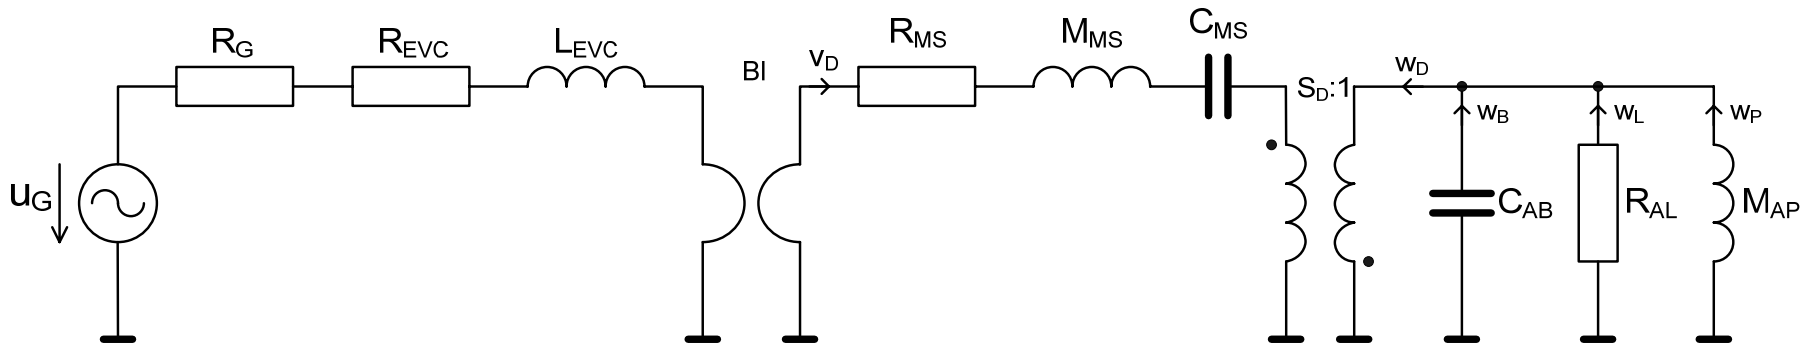 u_G
R_G
R_EVC
L_EVC
Bl
v_D
R_MS
M_MS
C_MS
S_D:1
w_D
w_B
w_L
w_P
C_AB
R_AL
M_AP